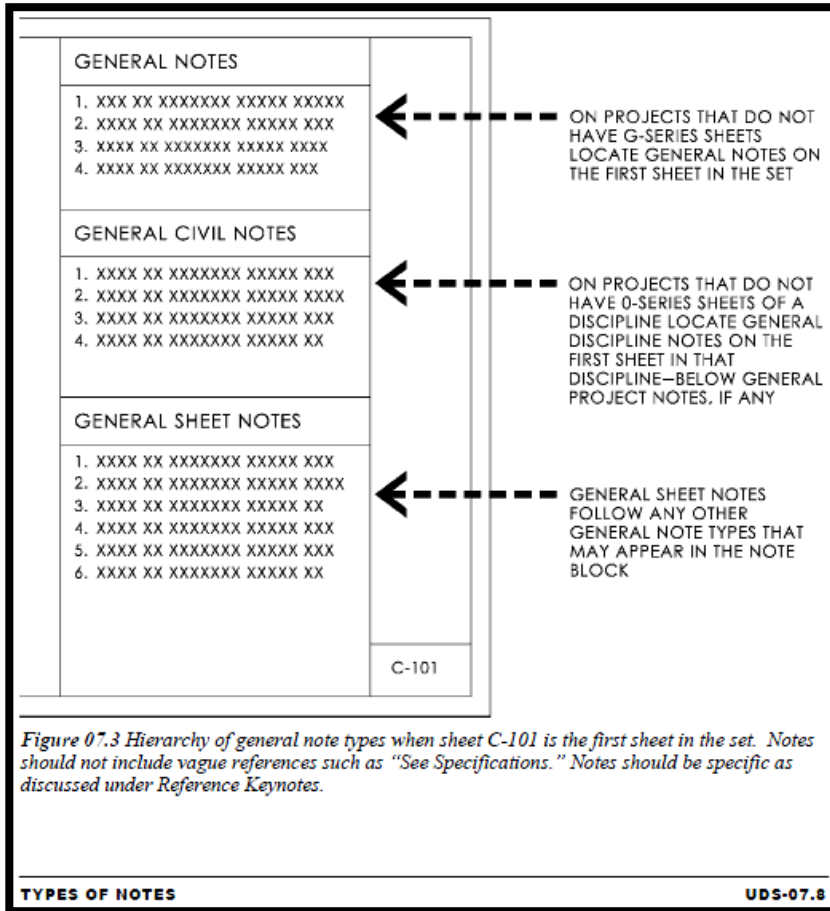 GENERAL NOTES
1. XXX XX XXXXXXX XXXXX XXXXX
2. XXXX XX XXXXXXX XXXXX XXX
3. XXXX XX XXXXXXX XXXXX XXXX
4. XXXX XX XXXXXXX XXXXX XXX
ON PROJECTS THAT DO NOT
HAVE G-SERIES SHEETS
LOCATE GENERAL NOTES ON
THE FIRST SHEET IN THE SET
GENERAL CIVIL NOTES
1. XXXX XX XXXXXXX XXXXX XXX
2. XXXX XX XXXXXXX XXXXX XXXX
3. XXXX XX XXXXXXX XXXXX XXX
4. XXXX XX XXXXXXX XXXXX XX
ON PROJECTS THAT DO NOT
HAVE 0-SERIES SHEETS OF A
DISCIPLINE LOCATE GENERAL
DISCIPLINE NOTES ON THE
FIRST SHEET IN THAT
DISCIPLINE—BELOW GENERAL
PROJECT NOTES, IF ANY
GENERAL SHEET NOTES
1. XXXX XX XXXXXXX XXXXX XXX
2. XXXX XX XXXXXXX XXXXX XXXX
3. XXXX XX XXXXXXX XXXXX XX
4. XXXX XX XXXXXXX XXXXX XXX
5. XXXX XX XXXXXXX XXXXX XXX
6. XXXX XX XXXXXXX XXXXX XX
GENERAL SHEET NOTES
FOLLOW ANY OTHER
GENERAL NOTE TYPES THAT
MAY APPEAR IN THE NOTE
BLOCK
C-101
Figure 07.3 Hierarchy of general note types when sheet C-101 is the first sheet in the set. Notes
should not include vague references such as “See Specifications.” Notes should be specific as
discussed under Reference Keynotes.
TYPES OF NOTES
UDS-07.8